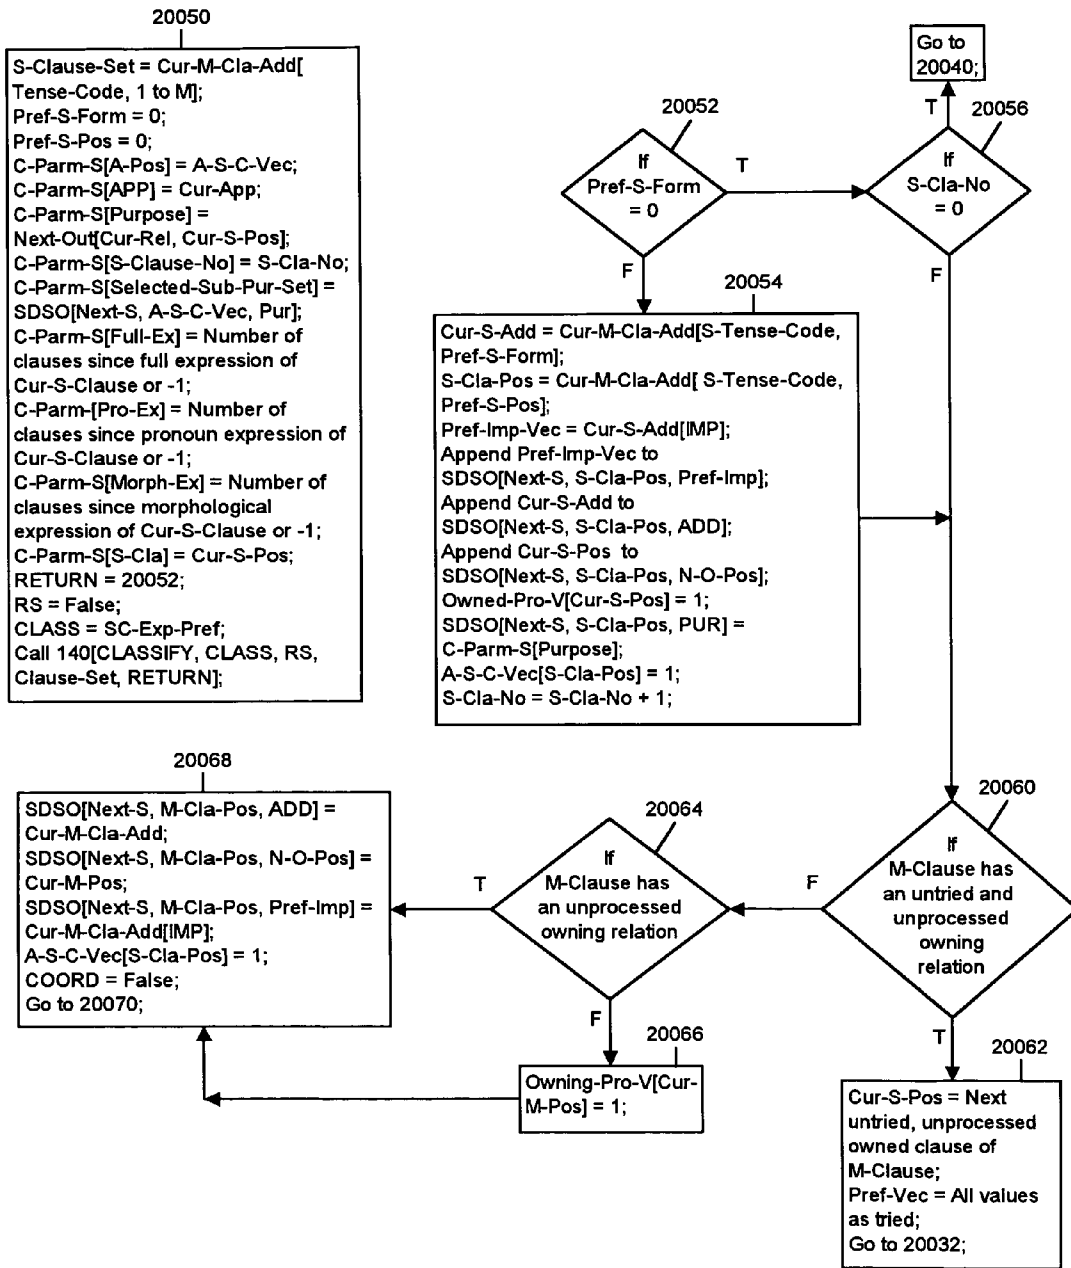 20050
S-Clause-Set = Cur-M-Cla-Add[
Tense-Code, 1 to M];
Pref-S-Form = 0;
Pref-S-Pos = 0;
C-Parm-S[A-Pos] = A-S-C-Vec;
C-Parm-S[APP] = Cur-App;
C-Parm-S[Purpose] =
Next-Out[Cur-Rel, Cur-S-Pos];
C-Parm-S[S-Clause-No] = S-Cla-No;
C-Parm-S[Selected-Sub-Pur-Set] =
SDSO[Next-S, A-S-C-Vec, Pur];
C-Parm-S[Full-Ex] = Number of
clauses since full expression of
Cur-S-Clause or -1;
C-Parm-[Pro-Ex] = Number of
clauses since pronoun expression of
Cur-S-Clause or -1;
C-Parm-S[Morph-Ex] = Number of
clauses since morphological
expression of Cur-S-Clause or -1;
C-Parm-S[S-Cla] = Cur-S-Pos;
RETURN = 20052;
RS = False;
CLASS = SC-Exp-Pref;
Call 140[CLASSIFY, CLASS, RS,
Clause-Set, RETURN];
Go to
20040;
T
20052
If
Pref-S-Form
= 0
T
F
20056
If
S-Cla-No
= 0
F
20054
Cur-S-Add = Cur-M-Cla-Add[S-Tense-Code,
Pref-S-Form];
S-Cla-Pos = Cur-M-Cla-Add[ S-Tense-Code,
Pref-S-Pos];
Pref-Imp-Vec = Cur-S-Add[IMP];
Append Pref-Imp-Vec to
SDSO[Next-S, S-Cla-Pos, Pref-Imp];
Append Cur-S-Add to
SDSO[Next-S, S-Cla-Pos, ADD];
Append Cur-S-Pos to
SDSO[Next-S, S-Cla-Pos, N-O-Pos];
Owned-Pro-V[Cur-S-Pos] = 1;
SDSO[Next-S, S-Cla-Pos, PUR] =
C-Parm-S[Purpose];
A-S-C-Vec[S-Cla-Pos] = 1;
S-Cla-No = S-Cla-No + 1;
20068
SDSO[Next-S, M-Cla-Pos, ADD] =
Cur-M-Cla-Add;
SDSO[Next-S, M-Cla-Pos, N-O-Pos] =
Cur-M-Pos;
SDSO[Next-S, M-Cla-Pos, Pref-Imp] =
Cur-M-Cla-Add[IMP];
A-S-C-Vec[S-Cla-Pos] = 1;
COORD = False;
Go to 20070;
20064
If
M-Clause has
an unprocessed
owning relation
T
F
20060
If
M-Clause has
an untried and
unprocessed
owning
relation
F
T
20066
Owning-Pro-V[Cur-
M-Pos] = 1;
20062
Cur-S-Pos = Next
untried, unprocessed
owned clause of
M-Clause;
Pref-Vec = All values
as tried;
Go to 20032;